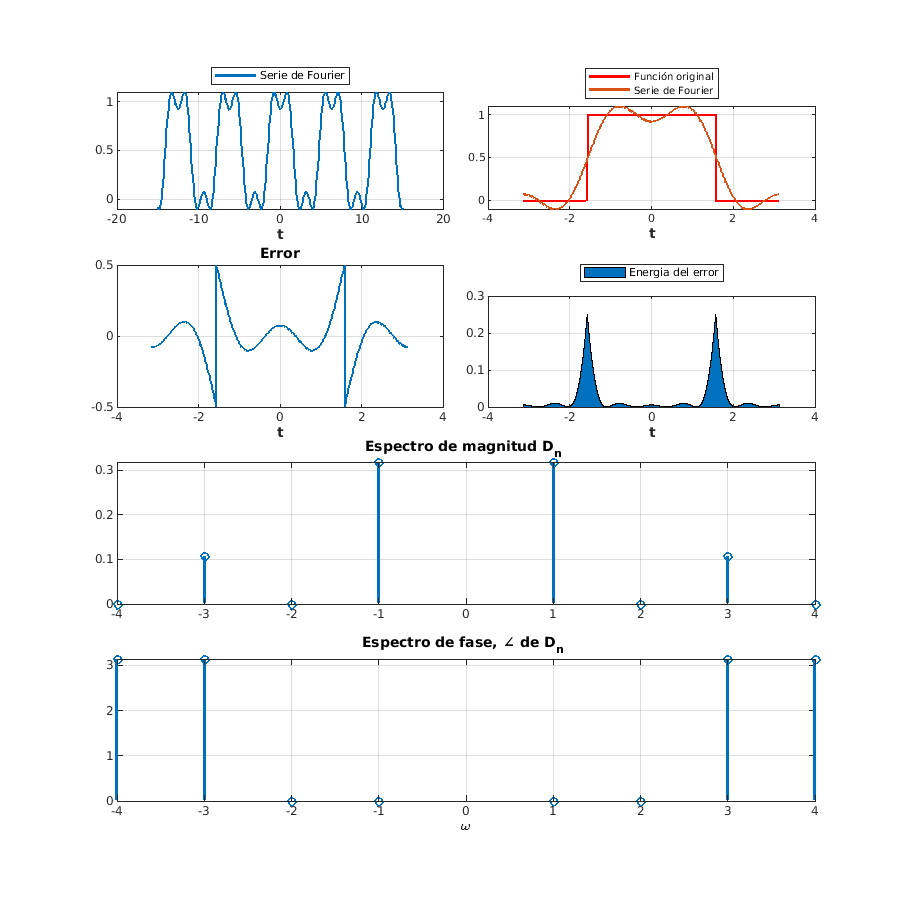 Serie de Fourier
1
0.5
0
-20 -10 0 10 20
t
Función original
Serie de Fourier
1
0.5
0
-4 -2 0 2 4
t
Error
0.5
0
-0.5
-4 -2 0 2 4
t
Energia del error
0.3
0.2
0.1
0
-4 -2 0 2 4
t
Espectro de magnitud Dn
0.3
0.2
0.1
0
-4 -3 -2 -1 0 1 2 3 4
Espectro de fase, ∠ de Dn
3
2
1
0
-4 -3 -2 -1 0 1 2 3 4
ω